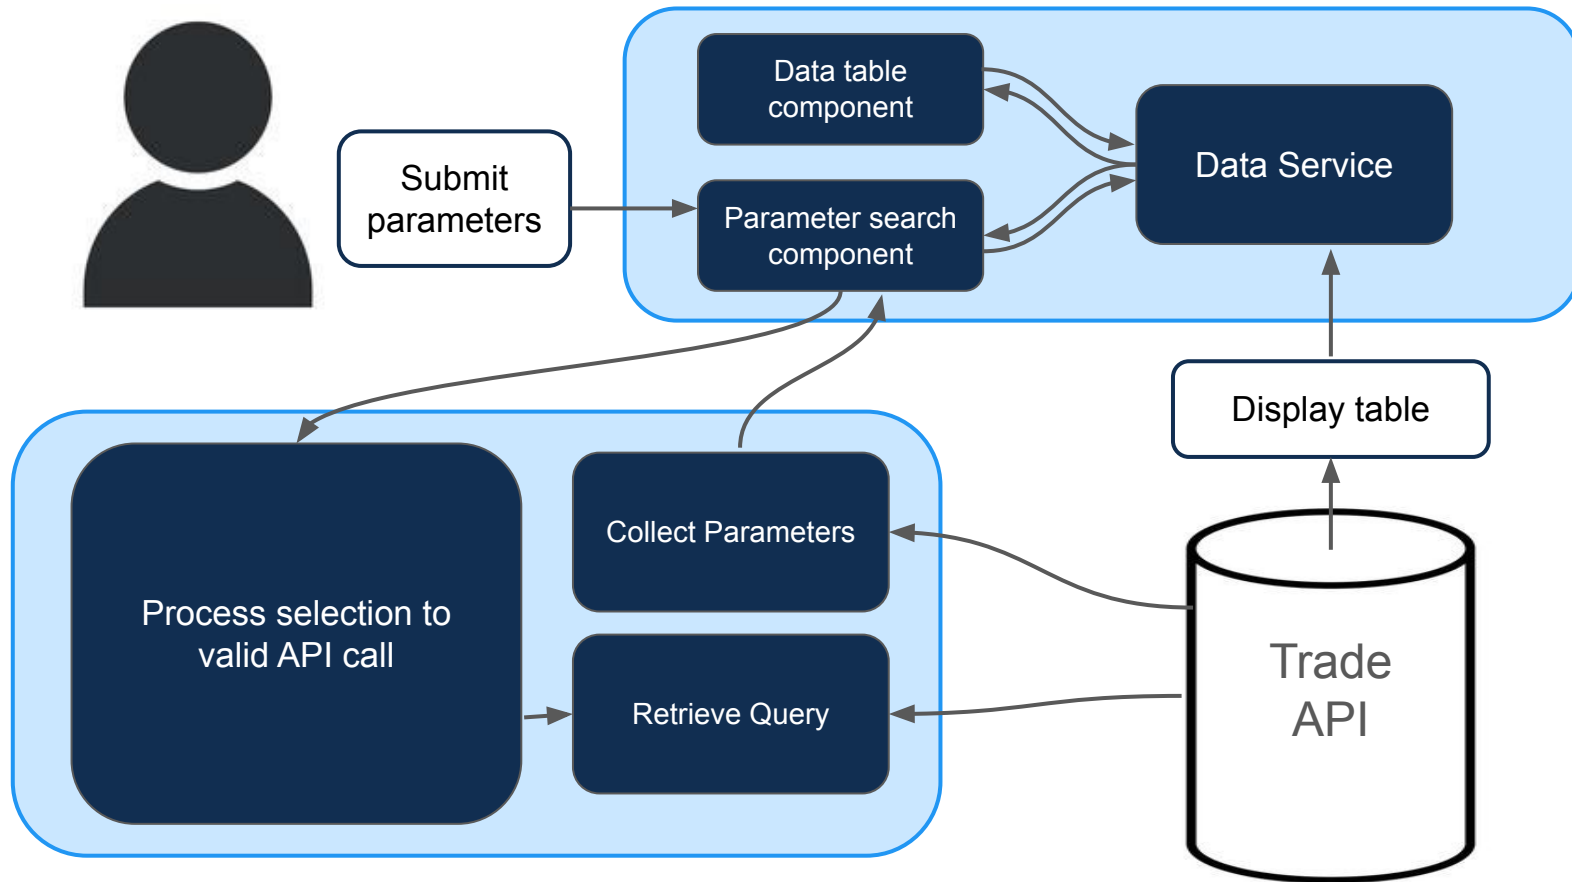 Data table
component
Data Service
Submit
parameters
Parameter search
component
Display table
Collect Parameters
Process selection to
valid API call
Retrieve Query
Trade
API